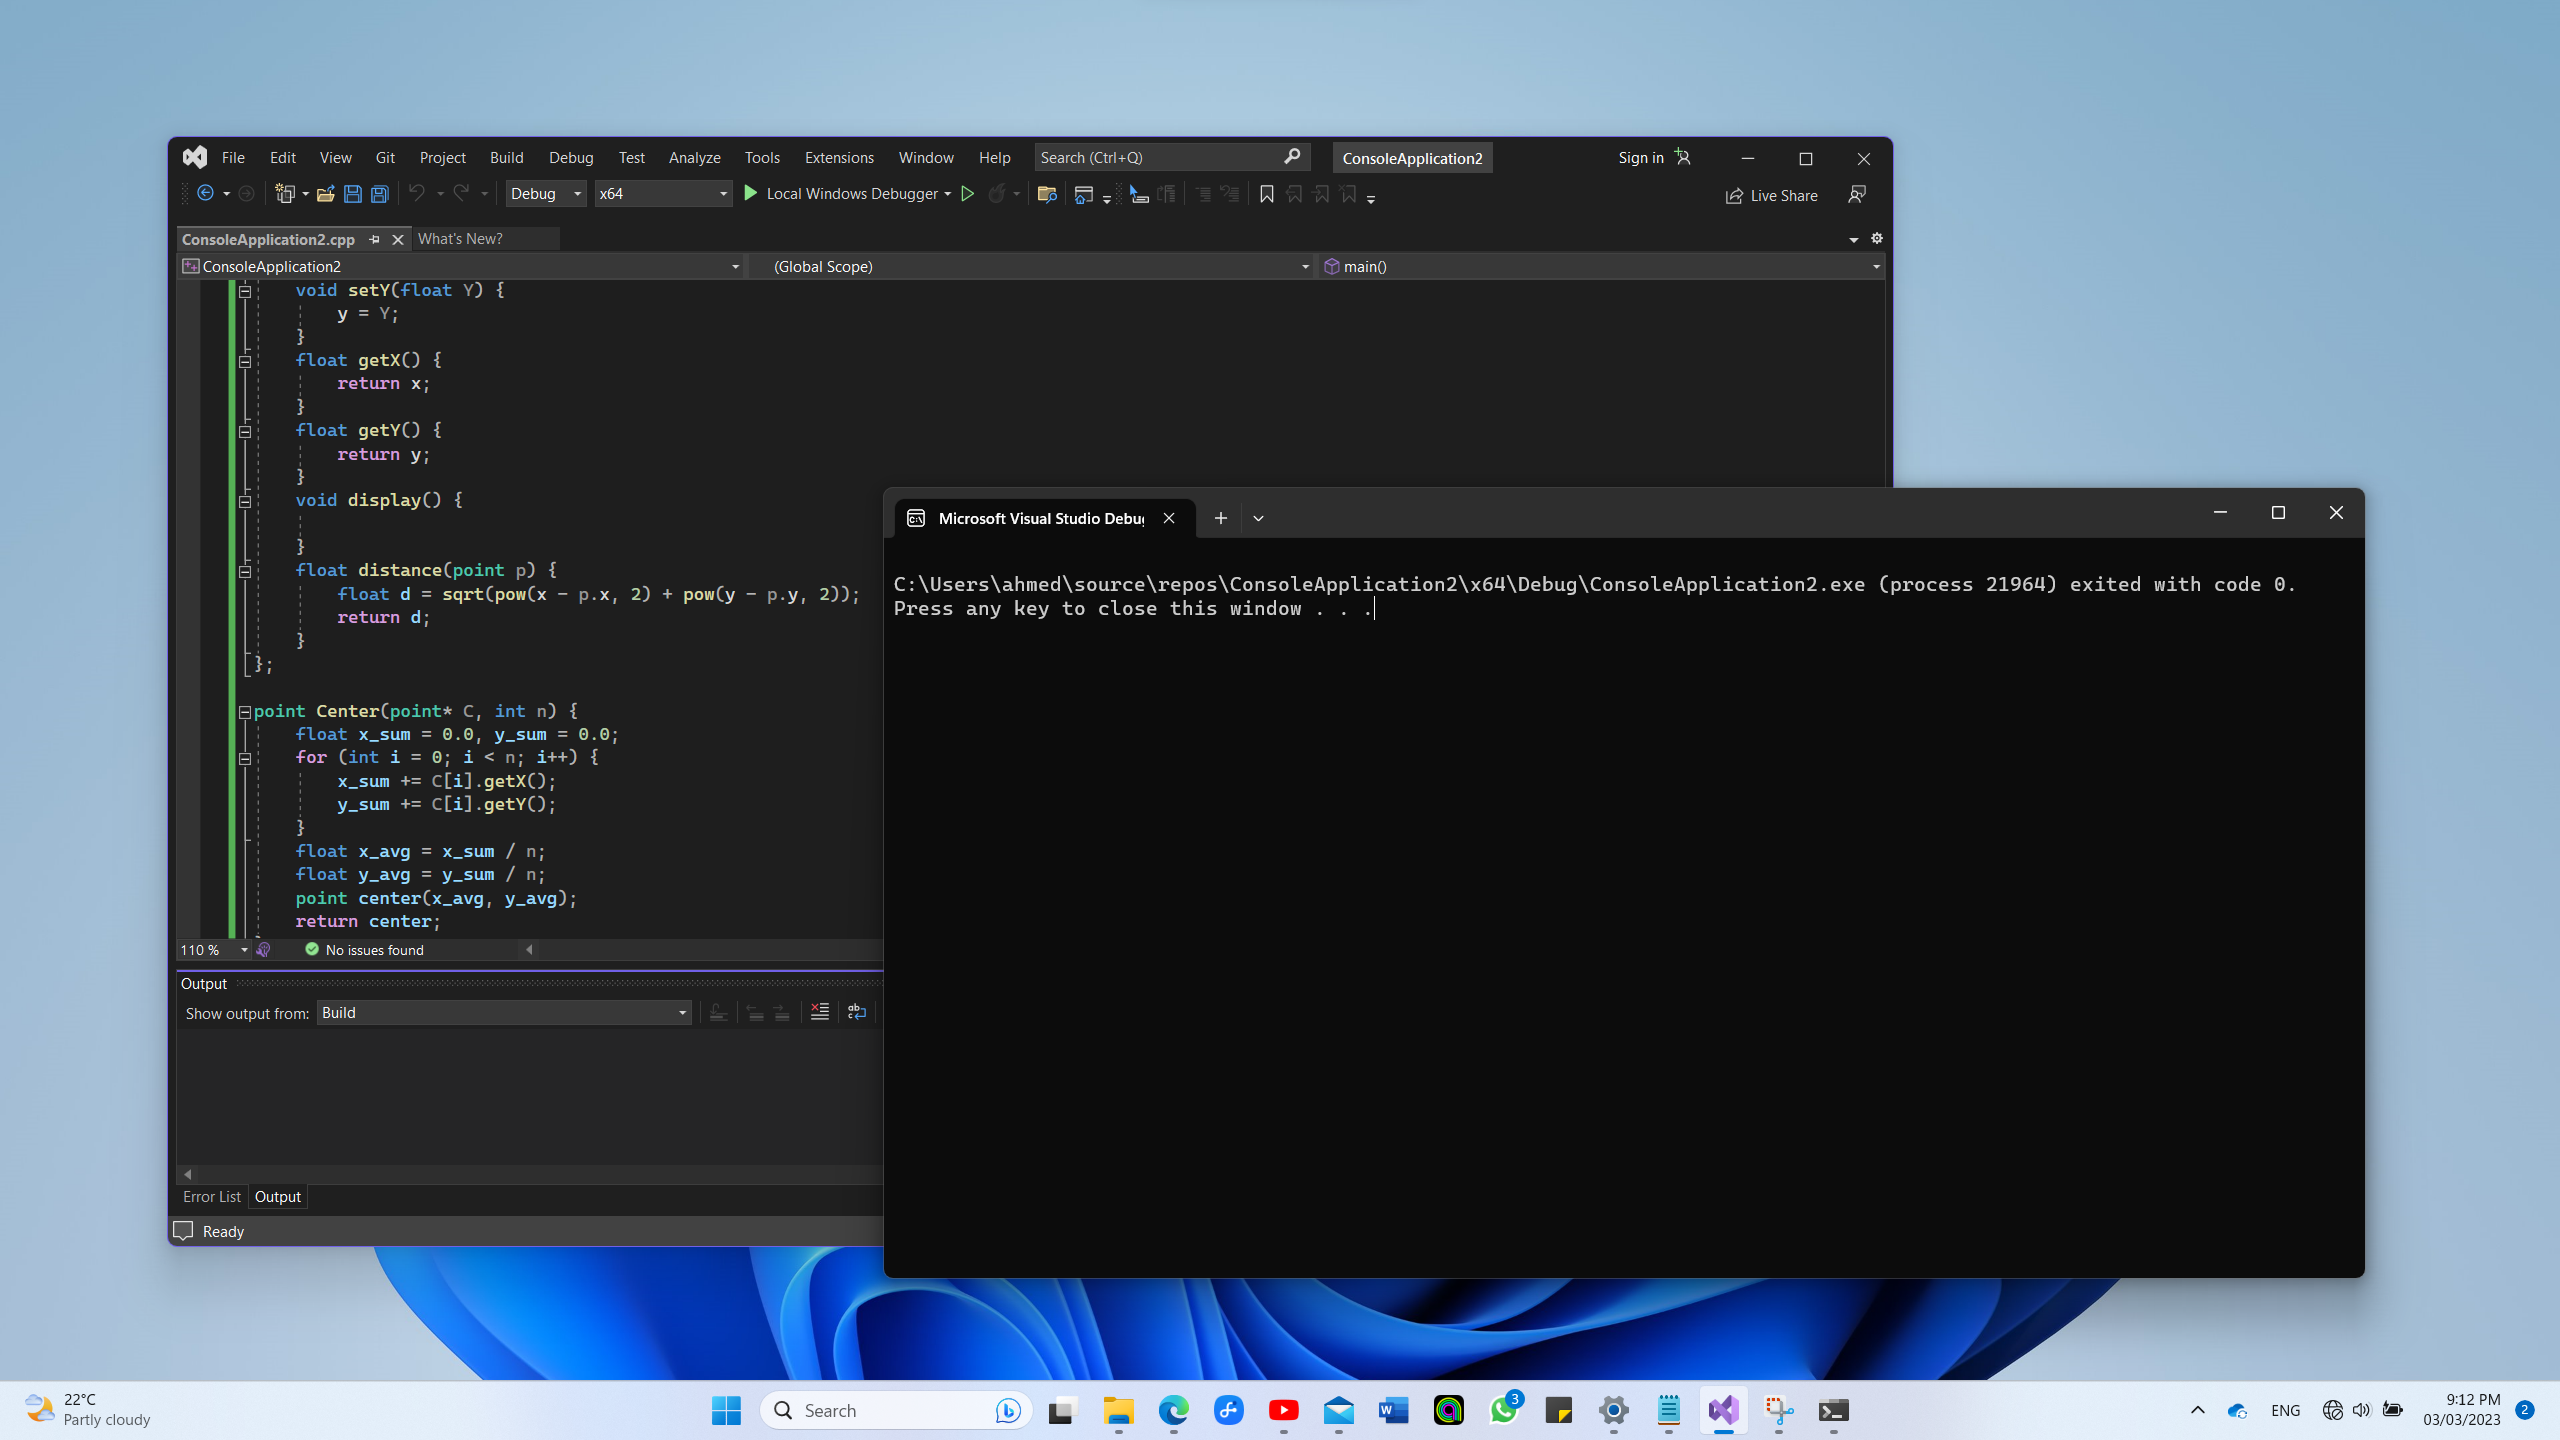 File Edit View Git Project Build Debug Test Analyze Tools Extensions Window Help Search (Ctrl+Q) ConsoleApplication2 Sign in
Debug x64 Local Windows Debugger Live Share
ConsoleApplication2.cpp What's New?
ConsoleApplication2 (Global Scope) main()
void setY(float Y) {
y = Y;
}
float getX() {
return x;
}
float getY() {
return y;
}
void display() {
}
float distance(point p) {
float d = sqrt(pow(x - p.x, 2) + pow(y - p.y, 2));
return d;
}
};
point Center(point* C, int n) {
float x_sum = 0.0, y_sum = 0.0;
for (int i = 0; i < n; i++) {
x_sum += C[i].getX();
y_sum += C[i].getY();
}
float x_avg = x_sum / n;
float y_avg = y_sum / n;
point center(x_avg, y_avg);
return center;
110 % No issues found
Output
Show output from: Build
Error List Output
Ready
Microsoft Visual Studio Debug
C:\Users\ahmed\source\repos\ConsoleApplication2\x64\Debug\ConsoleApplication2.exe (process 21964) exited with code 0.
Press any key to close this window . . .
22°C
Partly cloudy
Search
3
ENG
9:12 PM
03/03/2023
2